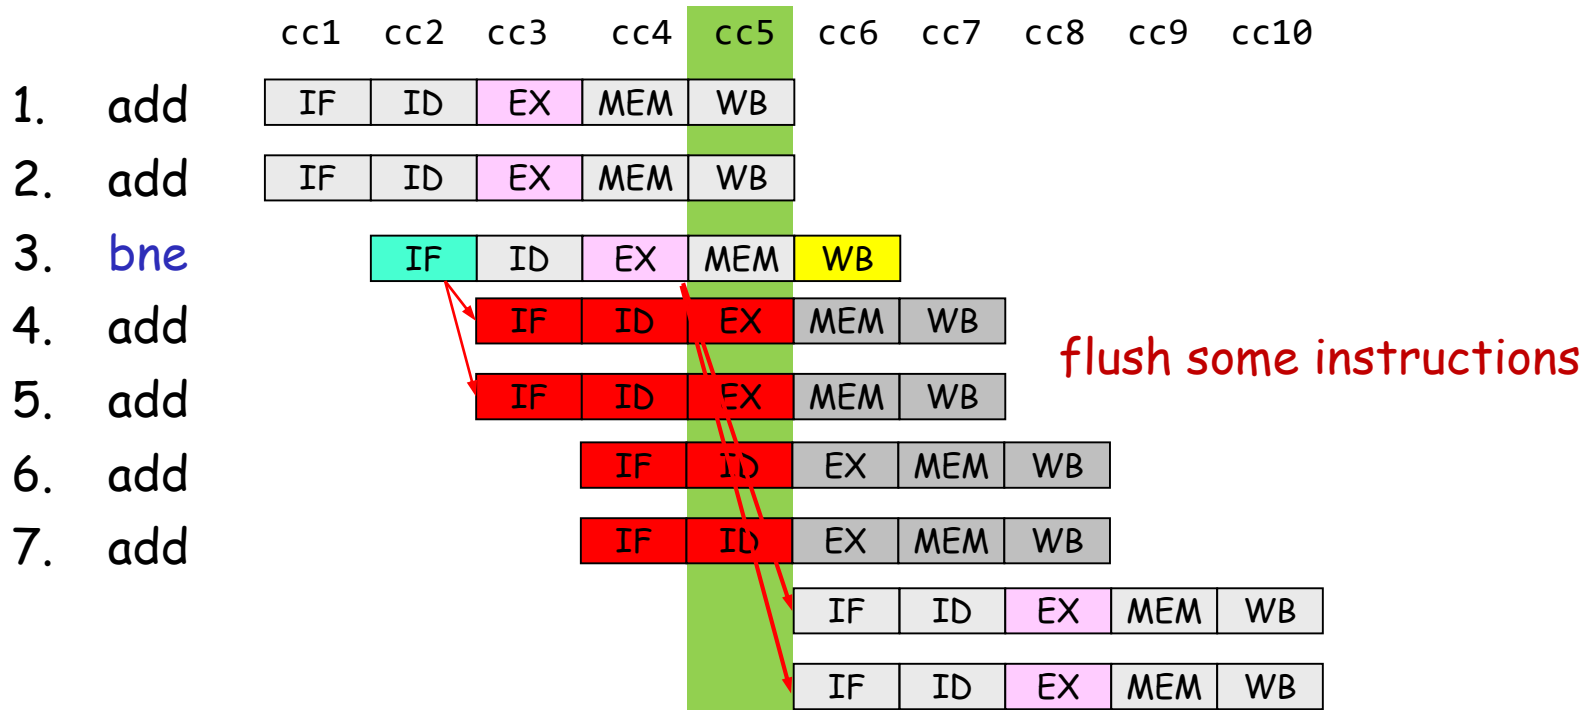 cc1 cc2 cc3 cc4 cc5 cc6 cc7 cc8 cc9 cc10
1. add IF ID EX MEM WB
2. add IF ID EX MEM WB
3. bne IF ID EX MEM WB
4. add IF ID EX MEM WB
flush some instructions
5. add IF ID EX MEM WB
6. add IF ID EX MEM WB
7. add IF ID EX MEM WB
IF ID EX MEM WB
IF ID EX MEM WB